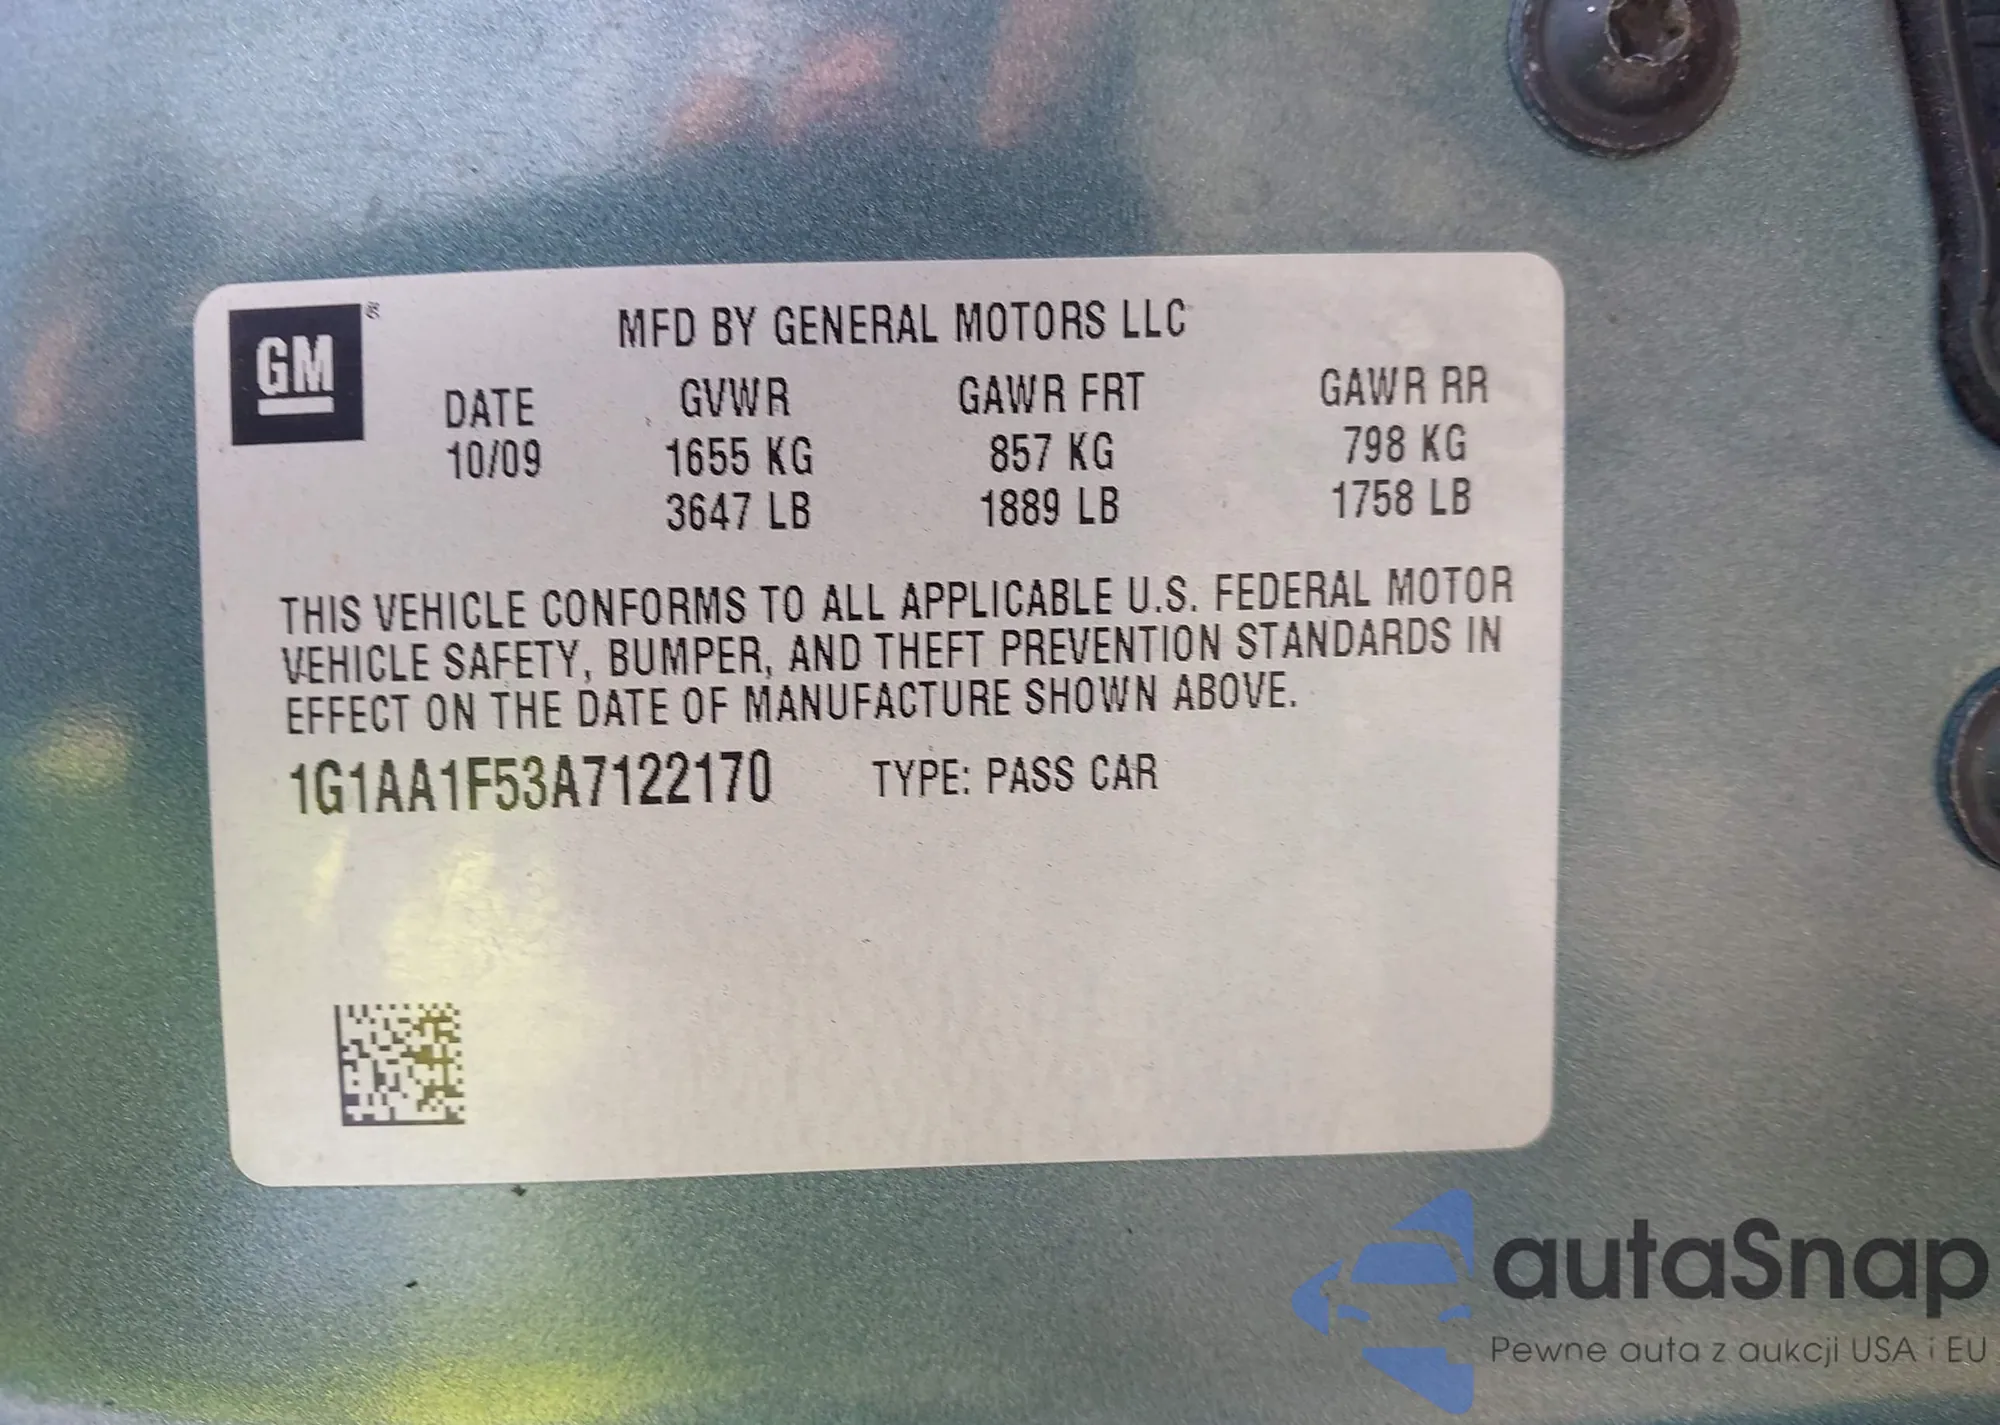 GM ®
MFD BY GENERAL MOTORS LLC
DATE GVWR GAWR FRT GAWR RR
10/09 1655 KG 857 KG 798 KG
3647 LB 1889 LB 1758 LB
THIS VEHICLE CONFORMS TO ALL APPLICABLE U.S. FEDERAL MOTOR
VEHICLE SAFETY, BUMPER, AND THEFT PREVENTION STANDARDS IN
EFFECT ON THE DATE OF MANUFACTURE SHOWN ABOVE.
1G1AA1F53A7122170 TYPE: PASS CAR
autaSnap
Pewne auta z aukcji USA i EU